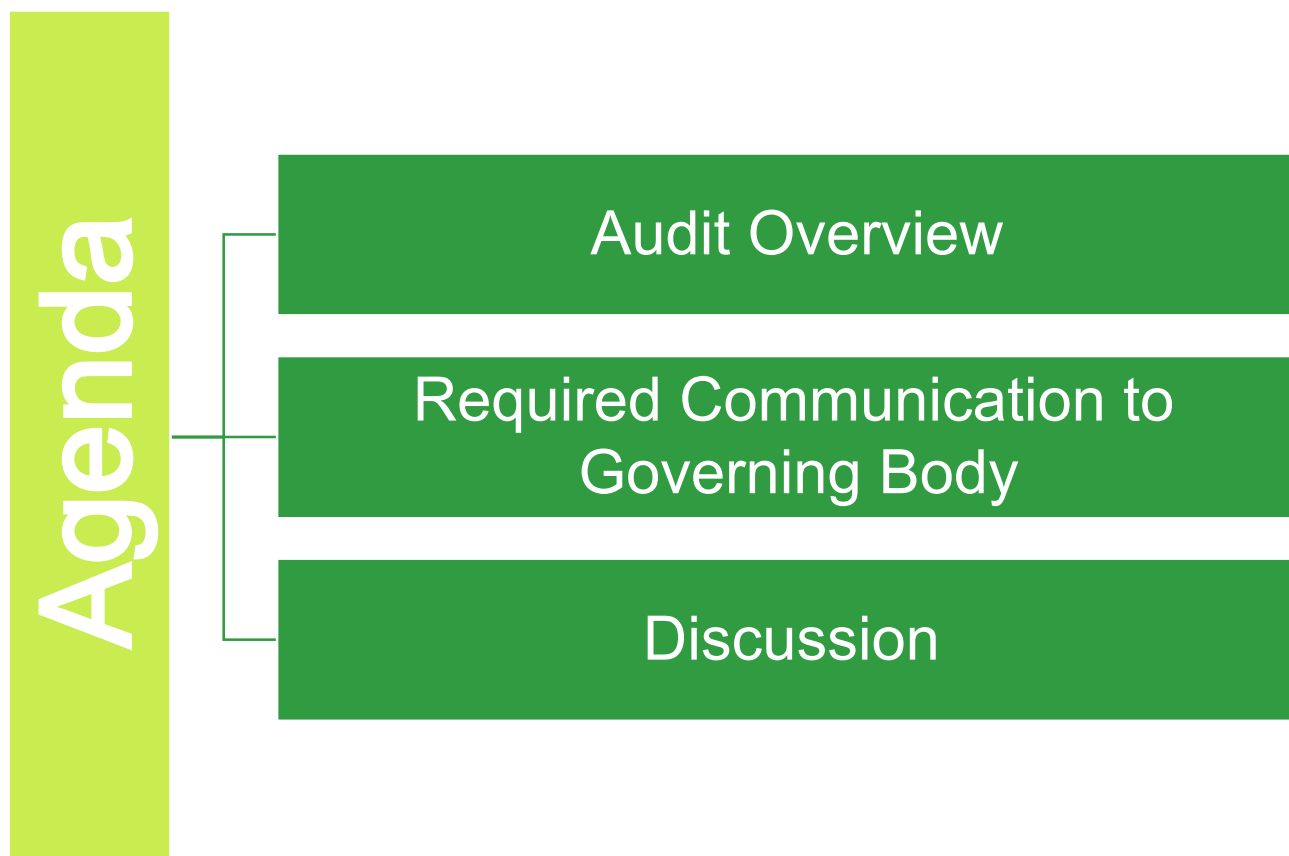 Agenda
Audit Overview
Required Communication to
Governing Body
Discussion